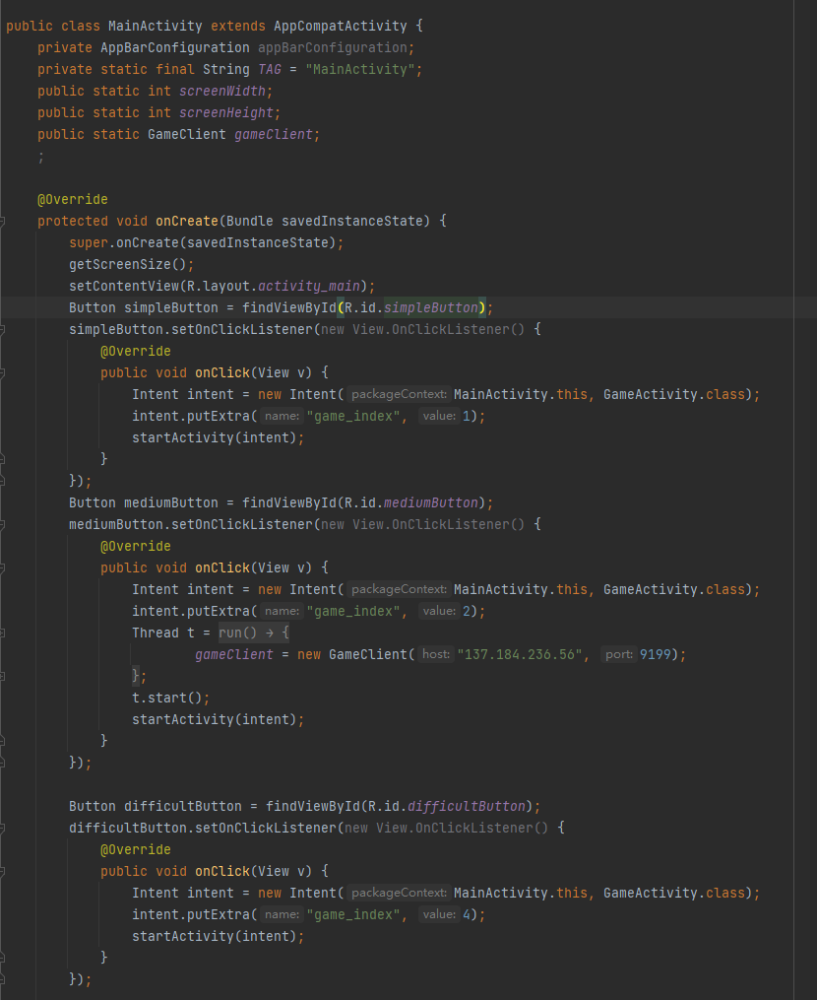 public class MainActivity extends AppCompatActivity {
private AppBarConfiguration appBarConfiguration;
private static final String TAG = "MainActivity";
public static int screenWidth;
public static int screenHeight;
public static GameClient gameClient;
;
@Override
protected void onCreate(Bundle savedInstanceState) {
super.onCreate(savedInstanceState);
getScreenSize();
setContentView(R.layout.activity_main);
Button simpleButton = findViewById(R.id.simpleButton);
simpleButton.setOnClickListener(new View.OnClickListener() {
@Override
public void onClick(View v) {
Intent intent = new Intent( packageContext: MainActivity.this, GameActivity.class);
intent.putExtra( name: "game_index", value: 1);
startActivity(intent);
}
});
Button mediumButton = findViewById(R.id.mediumButton);
mediumButton.setOnClickListener(new View.OnClickListener() {
@Override
public void onClick(View v) {
Intent intent = new Intent( packageContext: MainActivity.this, GameActivity.class);
intent.putExtra( name: "game_index", value: 2);
Thread t = run() → {
gameClient = new GameClient( host: "137.184.236.56", port: 9199);
};
t.start();
startActivity(intent);
}
});
Button difficultButton = findViewById(R.id.difficultButton);
difficultButton.setOnClickListener(new View.OnClickListener() {
@Override
public void onClick(View v) {
Intent intent = new Intent( packageContext: MainActivity.this, GameActivity.class);
intent.putExtra( name: "game_index", value: 4);
startActivity(intent);
}
});